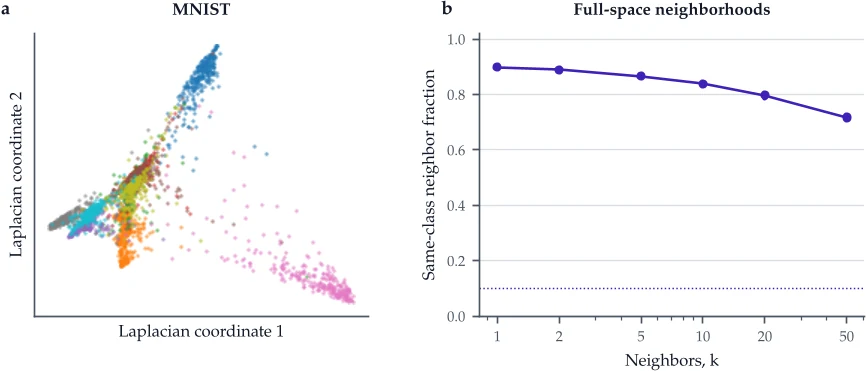 a
MNIST
Laplacian coordinate 2
Laplacian coordinate 1
b
Full-space neighborhoods
Same-class neighbor fraction
1.0
0.8
0.6
0.4
0.2
0.0
1 2 5 10 20 50
Neighbors, k